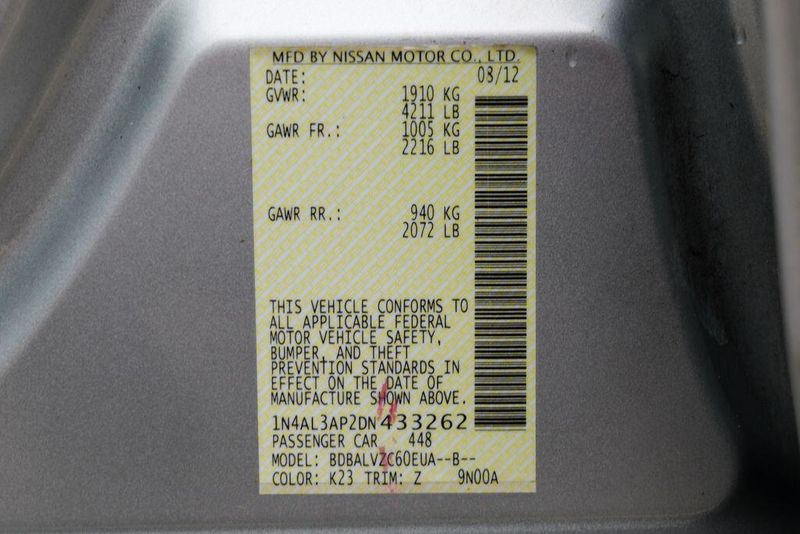 MFD BY NISSAN MOTOR CO., LTD.
DATE: 08/12
GVWR: 1910 KG
4211 LB
GAWR FR.: 1005 KG
2216 LB
GAWR RR.: 940 KG
2072 LB
THIS VEHICLE CONFORMS TO
ALL APPLICABLE FEDERAL
MOTOR VEHICLE SAFETY,
BUMPER, AND THEFT
PREVENTION STANDARDS IN
EFFECT ON THE DATE OF
MANUFACTURE SHOWN ABOVE.
1N4AL3AP2DN433262
PASSENGER CAR 448
MODEL: BDBALVZC60EUA--B--
COLOR: K23 TRIM: Z 9N00A